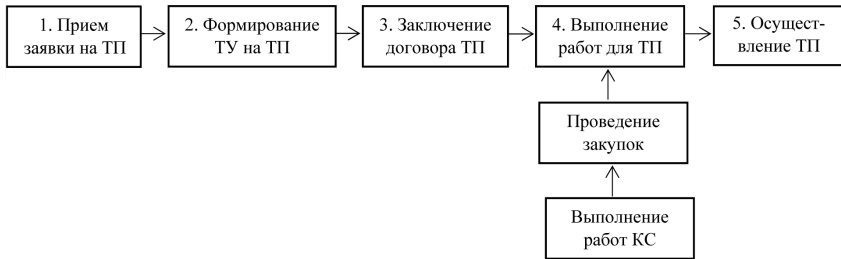 1. Прием
заявки на ТП
2. Формирование
ТУ на ТП
3. Заключение
договора ТП
4. Выполнение
работ для ТП
5. Осущест-
вление ТП
Проведение
закупок
Выполнение
работ КС